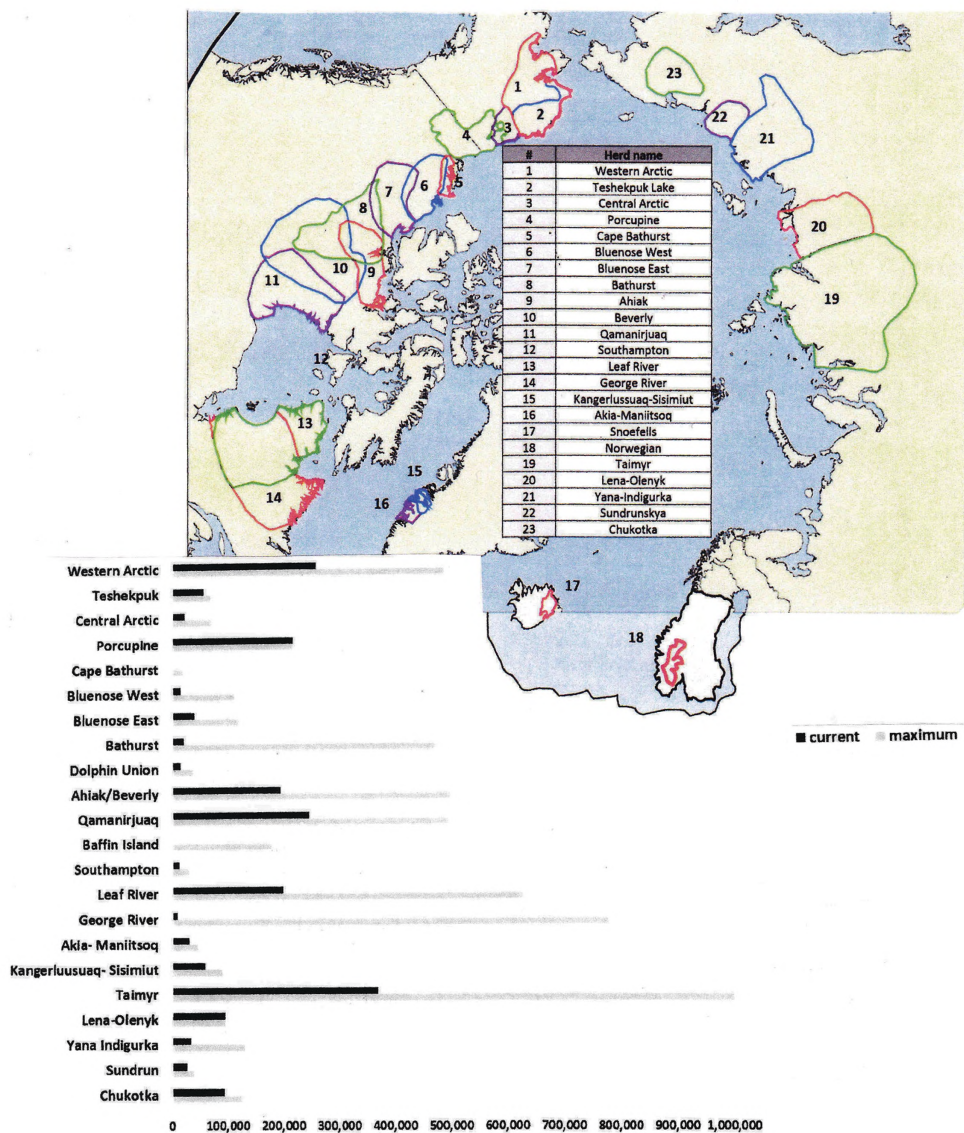 23
1
22
2
3
21
4
# Herd name
1 Western Arctic
2 Teshekpuk Lake
3 Central Arctic
4 Porcupine
5 Cape Bathurst
6 Bluenose West
7 Bluenose East
8 Bathurst
9 Ahiak
10 Beverly
11 Qamanirjuaq
12 Southampton
13 Leaf River
14 George River
15 Kangerlussuaq-Sisimiut
16 Akia-Maniitsoq
17 Snoefells
18 Norwegian
19 Taimyr
20 Lena-Olenyk
21 Yana-Indigurka
22 Sundrunskya
23 Chukotka
5
6
7
8
20
9
10
11
19
12
13
15
14
16
17
18
Western Arctic
Teshekpuk
Central Arctic
Porcupine
Cape Bathurst
Bluenose West
Bluenose East
Bathurst
Dolphin Union
Ahiak/Beverly
Qamanirjuaq
Baffin Island
Southampton
Leaf River
George River
Akia- Maniitsoq
Kangerluusuaq- Sisimiut
Taimyr
Lena-Olenyk
Yana Indigurka
Sundrun
Chukotka
current maximum
0 100,000 200,000 300,000 400,000 500,000 600,000 700,000 800,000 900,000 1,000,000